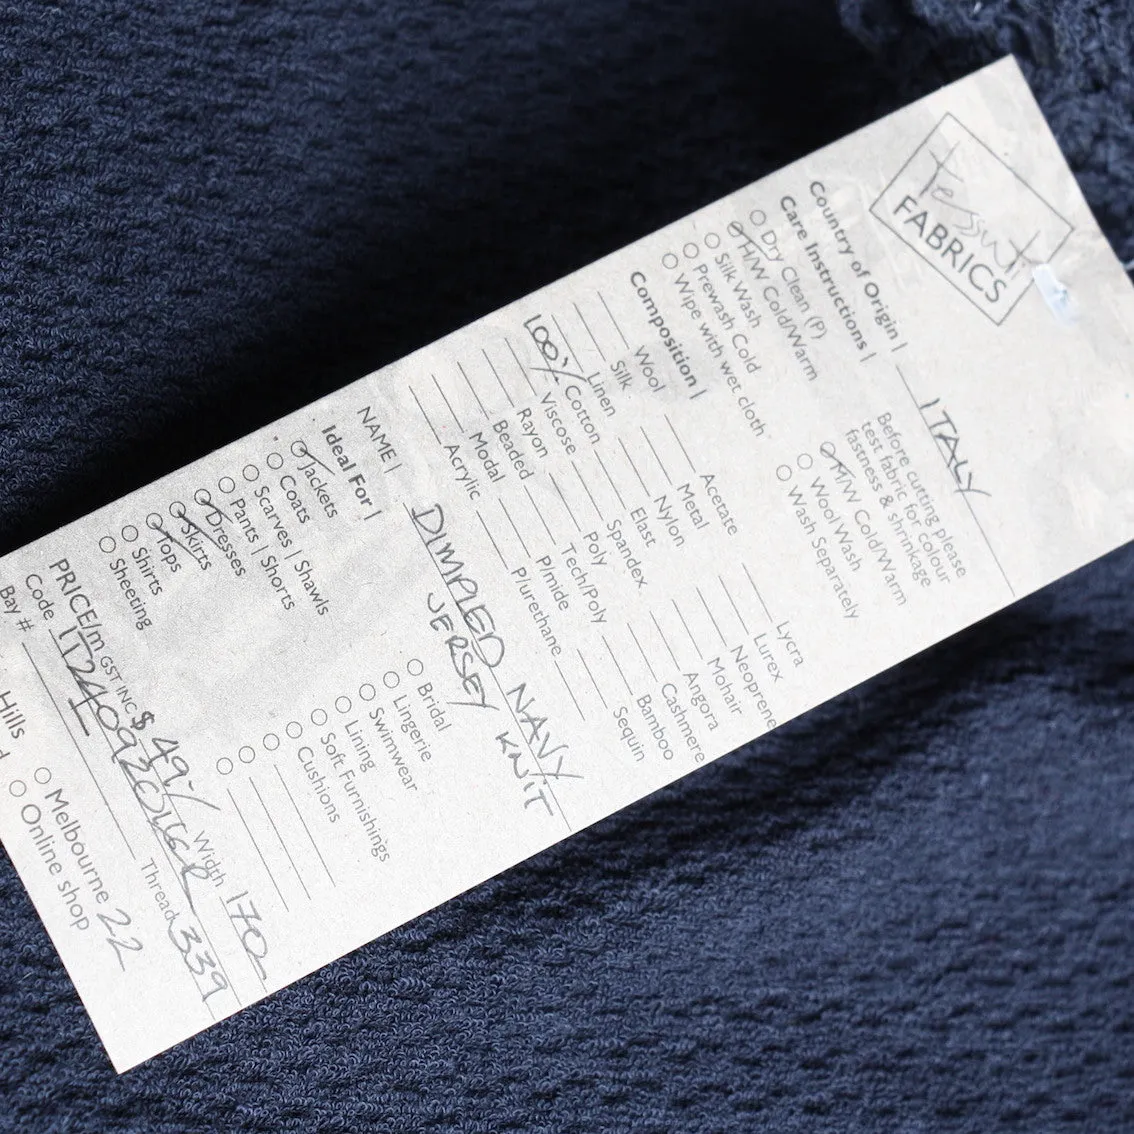 Tessuti
FABRICS
Country of Origin | ITALY
Care Instructions |
Dry Clean (P)
H/W Cold/Warm
Silk Wash
Prewash Cold
Wipe with wet cloth
Before cutting please
test fabric for colour
fastness & shrinkage
M/W Cold/Warm
Wool Wash
Wash Separately
Composition |
Wool
Silk
Linen
100% Cotton
Viscose
Rayon
Beaded
Modal
Acrylic
Acetate
Metal
Nylon
Elast
Spandex
Poly
Tech/Poly
P/mide
P/urethane
Lycra
Lurex
Neoprene
Mohair
Angora
Cashmere
Bamboo
Sequin
NAME | DIMPLED NAVY
JERSEY KNIT
Ideal For |
Jackets
Coats
Scarves | Shawls
Pants | Shorts
Dresses
Skirts
Tops
Shirts
Sheeting
Bridal
Lingerie
Swimwear
Lining
Soft Furnishings
Cushions
PRICE/m GST INC $ 49-/ Width 170
Code Thread 339
Bay #
Hills
Melbourne 22
Online shop